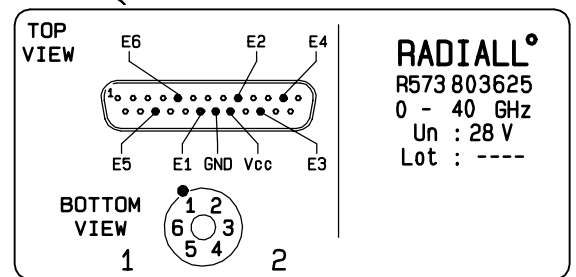 TOP
VIEW
E6 E2 E4
1
E5 E1 GND Vcc E3
BOTTOM
VIEW
1 2
6 3
5 4
1 2
RADIALL°
R573 803625
0 - 40 GHz
Un : 28 V
Lot : ----